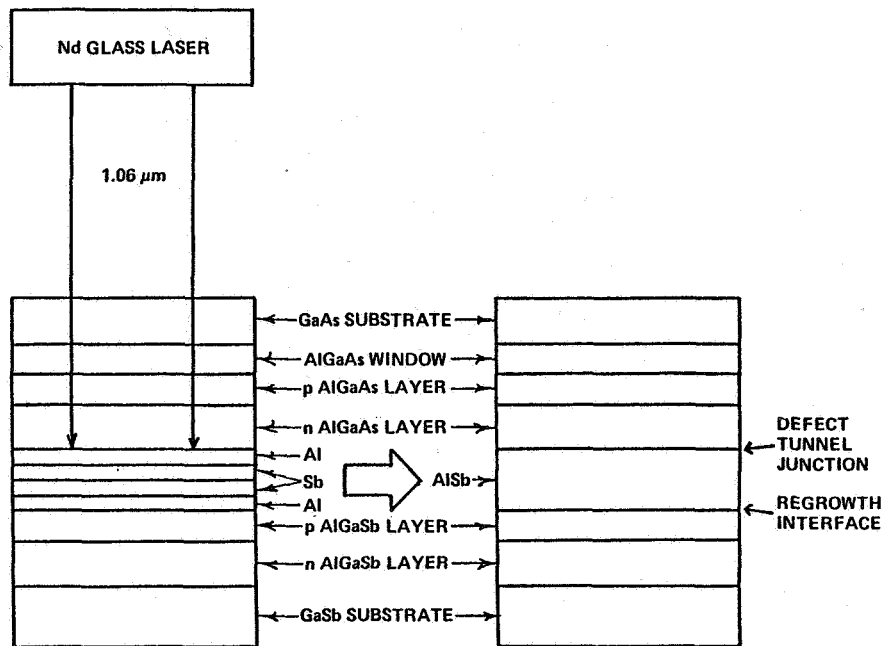 Nd GLASS LASER
1.06 μm
GaAs SUBSTRATE
AlGaAs WINDOW
p AlGaAs LAYER
n AlGaAs LAYER
Al
Sb
Al
p AlGaSb LAYER
n AlGaSb LAYER
GaSb SUBSTRATE
AlSb
DEFECT
TUNNEL
JUNCTION
REGROWTH
INTERFACE